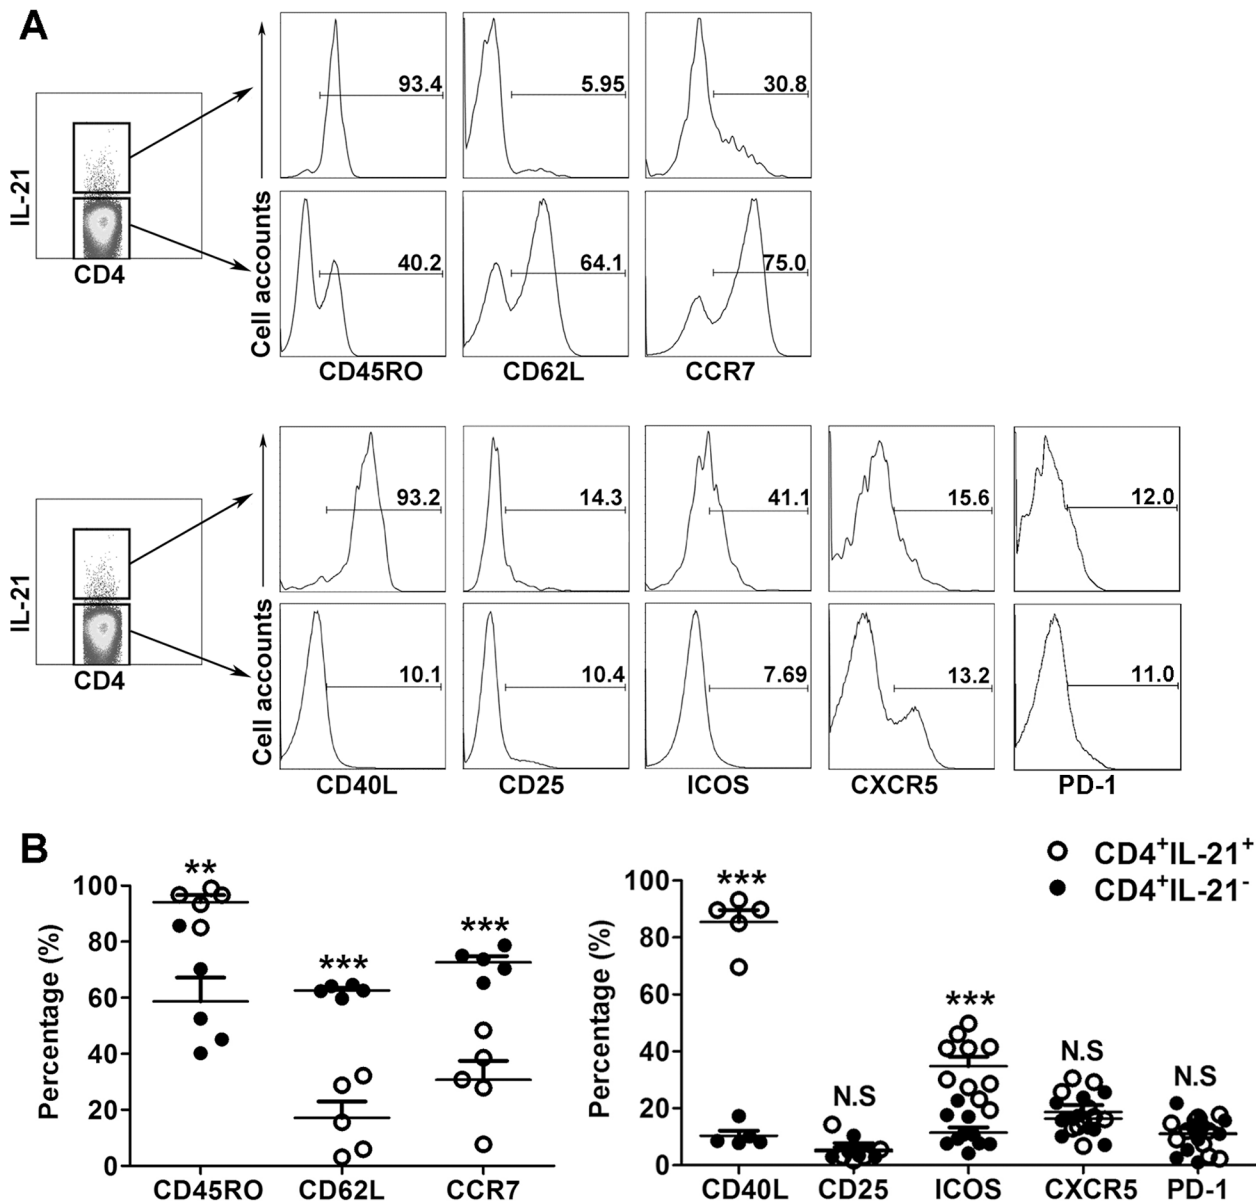 A
IL-21
CD4
Cell accounts
93.4
5.95
30.8
40.2
64.1
75.0
CD45RO
CD62L
CCR7
IL-21
CD4
Cell accounts
93.2
14.3
41.1
15.6
12.0
10.1
10.4
7.69
13.2
11.0
CD40L
CD25
ICOS
CXCR5
PD-1
B
CD4+IL-21+
CD4+IL-21-
Percentage (%)
100
80
60
40
20
0
**
***
***
CD45RO
CD62L
CCR7
Percentage (%)
100
80
60
40
20
0
***
N.S
***
N.S
N.S
CD40L
CD25
ICOS
CXCR5
PD-1